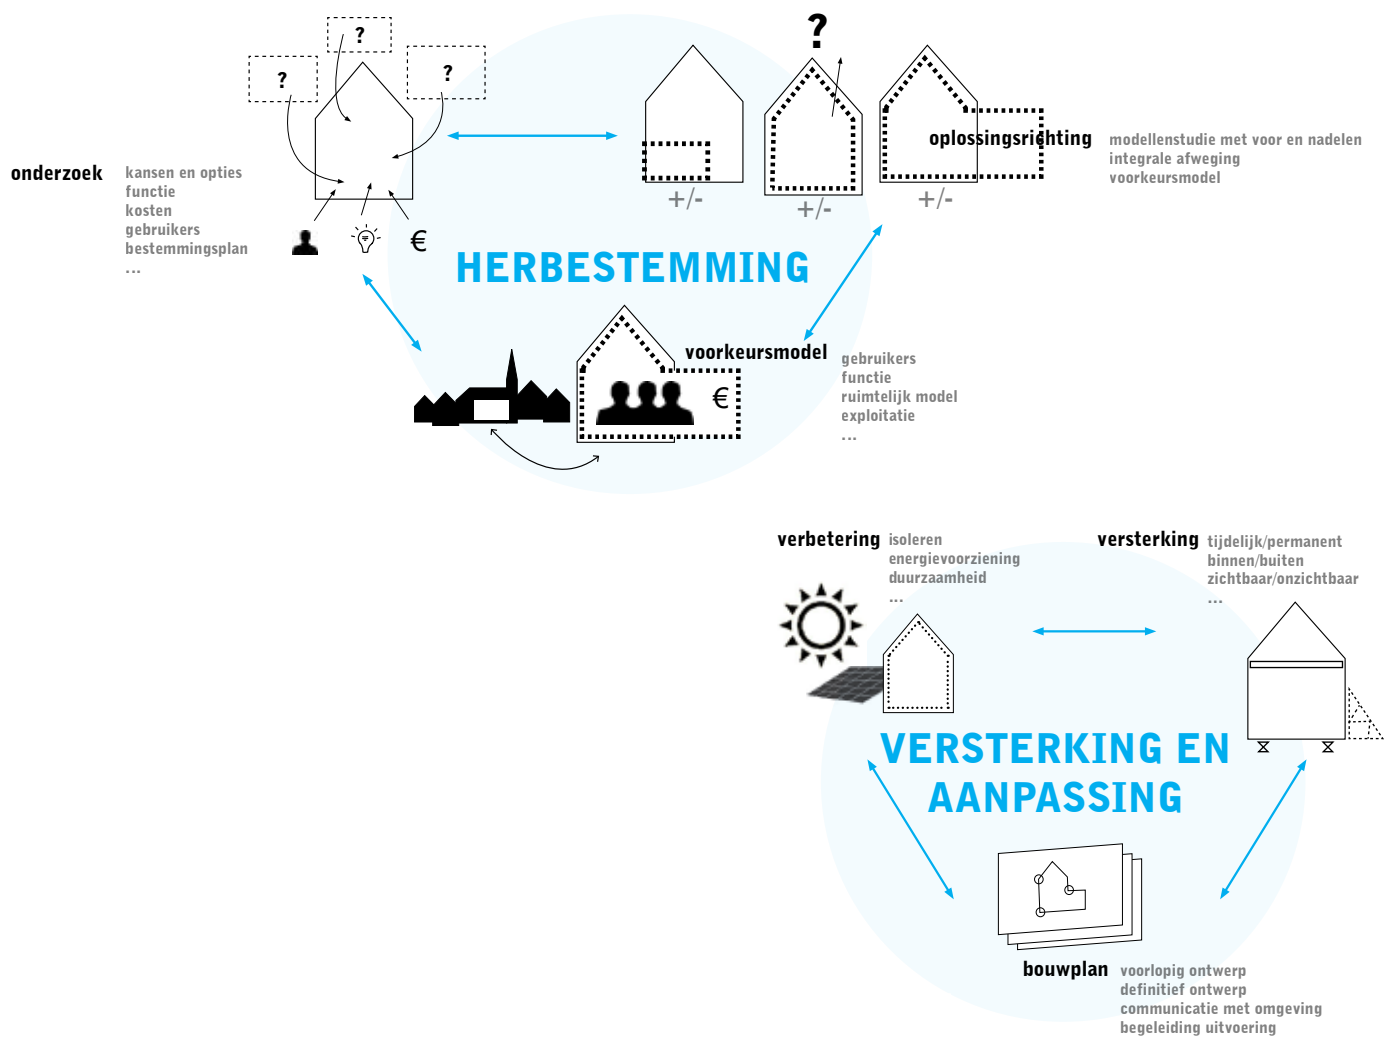 ?
?
?
?
onderzoek
kansen en opties
functie
kosten
gebruikers
bestemmingsplan
...
€
+/-
+/-
+/-
oplossingsrichting
modellenstudie met voor en nadelen
integrale afweging
voorkeursmodel
HERBESTEMMING
voorkeursmodel
gebruikers
functie
ruimtelijk model
exploitatie
...
€
verbetering
isoleren
energievoorziening
duurzaamheid
...
versterking
tijdelijk/permanent
binnen/buiten
zichtbaar/onzichtbaar
...
VERSTERKING EN
AANPASSING
bouwplan
voorlopig ontwerp
definitief ontwerp
communicatie met omgeving
begeleiding uitvoering